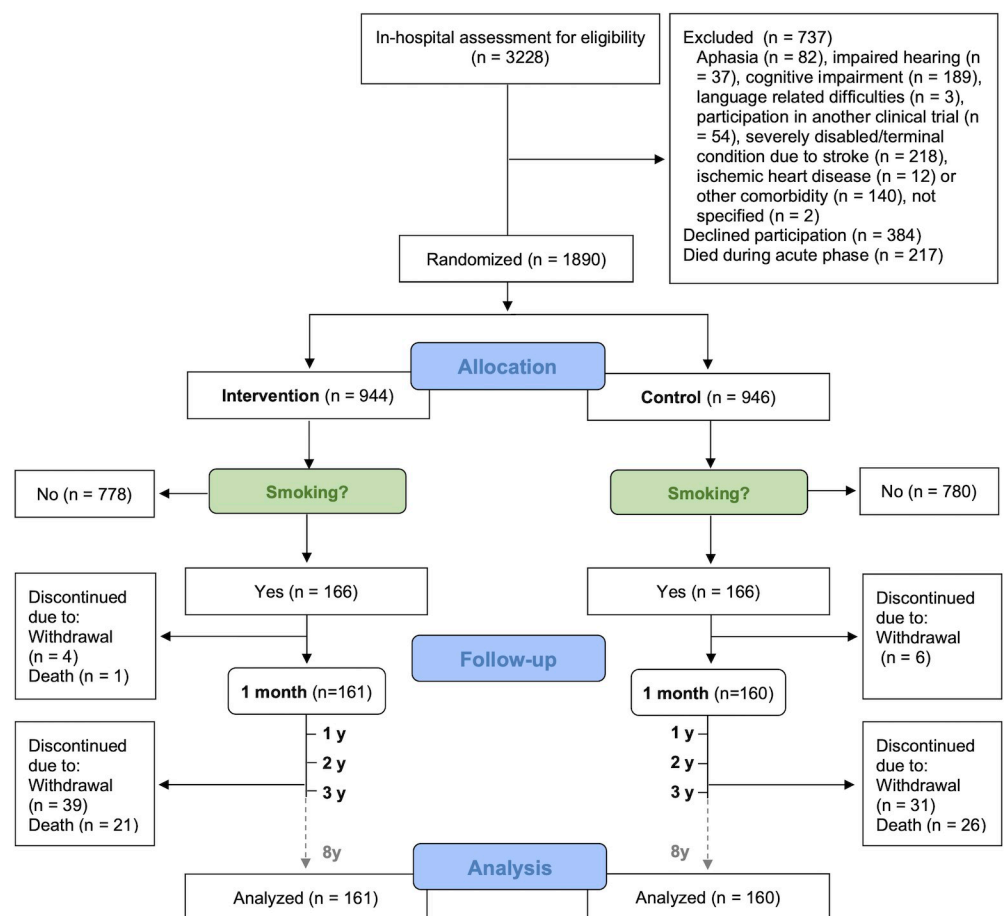 In-hospital assessment for eligibility
(n = 3228)
Excluded (n = 737)
Aphasia (n = 82), impaired hearing (n
= 37), cognitive impairment (n = 189),
language related difficulties (n = 3),
participation in another clinical trial (n
= 54), severely disabled/terminal
condition due to stroke (n = 218),
ischemic heart disease (n = 12) or
other comorbidity (n = 140), not
specified (n = 2)
Declined participation (n = 384)
Died during acute phase (n = 217)
Randomized (n = 1890)
Allocation
Intervention (n = 944)
Control (n = 946)
No (n = 778)
Smoking?
Smoking?
No (n = 780)
Yes (n = 166)
Yes (n = 166)
Discontinued
due to:
Withdrawal
(n = 4)
Death (n = 1)
Discontinued
due to:
Withdrawal
(n = 6)
Follow-up
1 month (n=161)
1 month (n=160)
1 y
2 y
3 y
1 y
2 y
3 y
Discontinued
due to:
Withdrawal
(n = 39)
Death (n = 21)
Discontinued
due to:
Withdrawal
(n = 31)
Death (n = 26)
8y
8y
Analysis
Analyzed (n = 161)
Analyzed (n = 160)